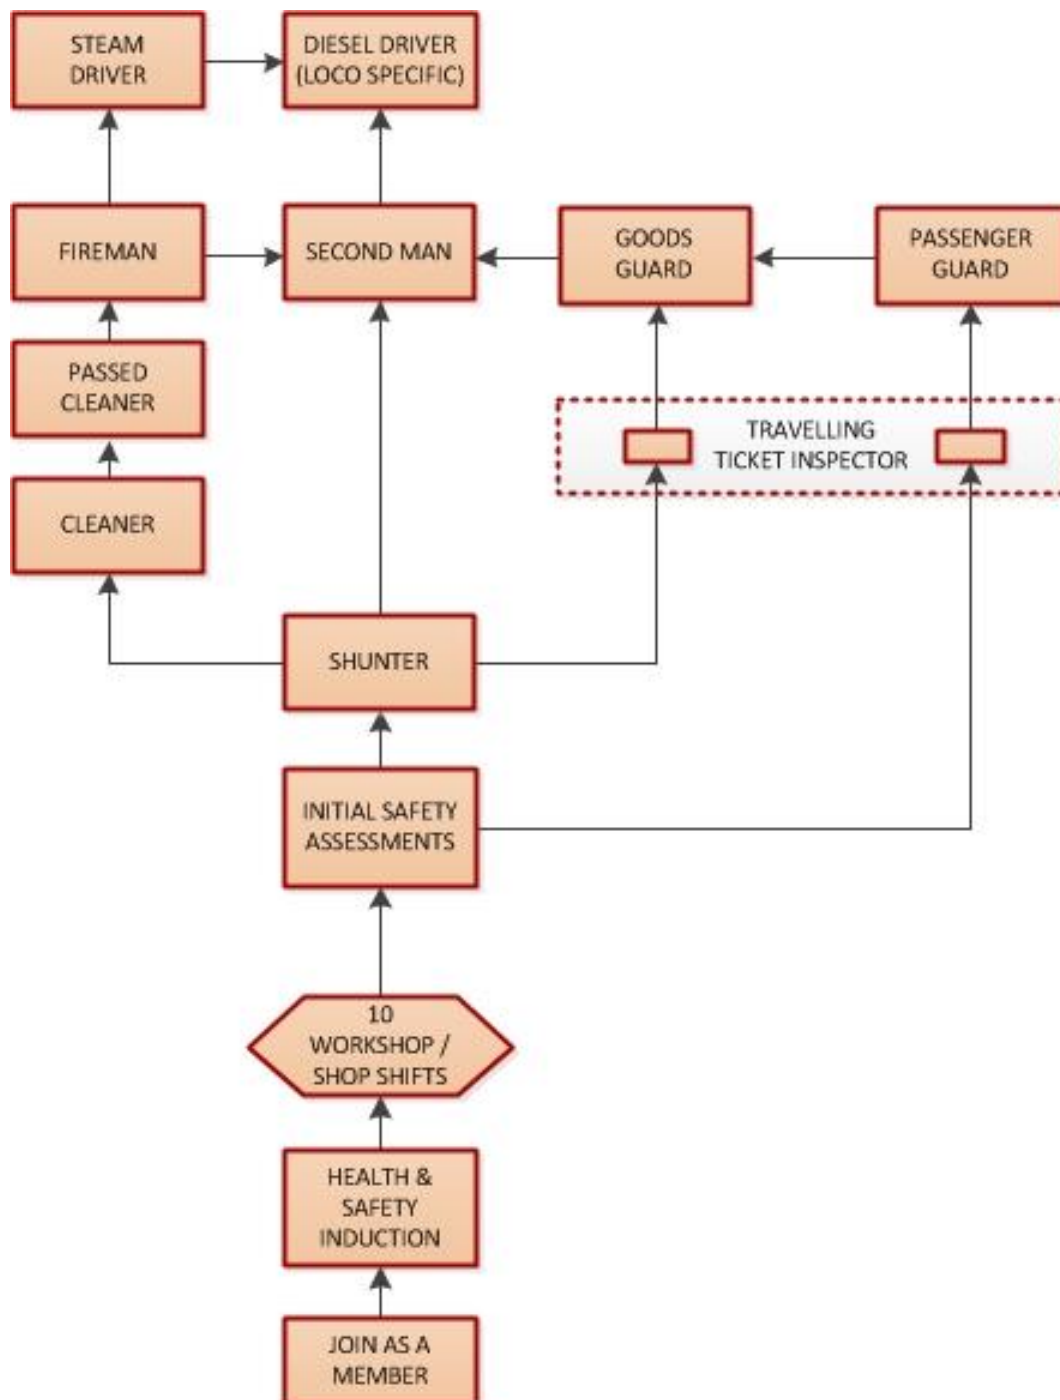 STEAM
DRIVER
DIESEL DRIVER
(LOCO SPECIFIC)
FIREMAN
SECOND MAN
GOODS
GUARD
PASSENGER
GUARD
PASSED
CLEANER
TRAVELLING
TICKET INSPECTOR
CLEANER
SHUNTER
INITIAL SAFETY
ASSESSMENTS
10
WORKSHOP /
SHOP SHIFTS
HEALTH &
SAFETY
INDUCTION
JOIN AS A
MEMBER